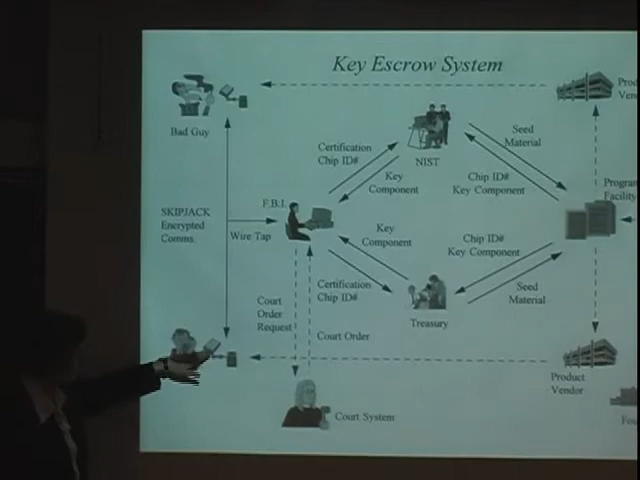 Key Escrow System
Bad Guy
Certification
Chip ID#
NIST
Seed
Material
Key
Component
Chip ID#
Key Component
SKIPJACK
Encrypted
Comms.
F.B.I.
Wire Tap
Key
Component
Chip ID#
Key Component
Facility
Certification
Chip ID#
Seed
Material
Court
Order
Request
Treasury
Court Order
Product
Vendor
Court System